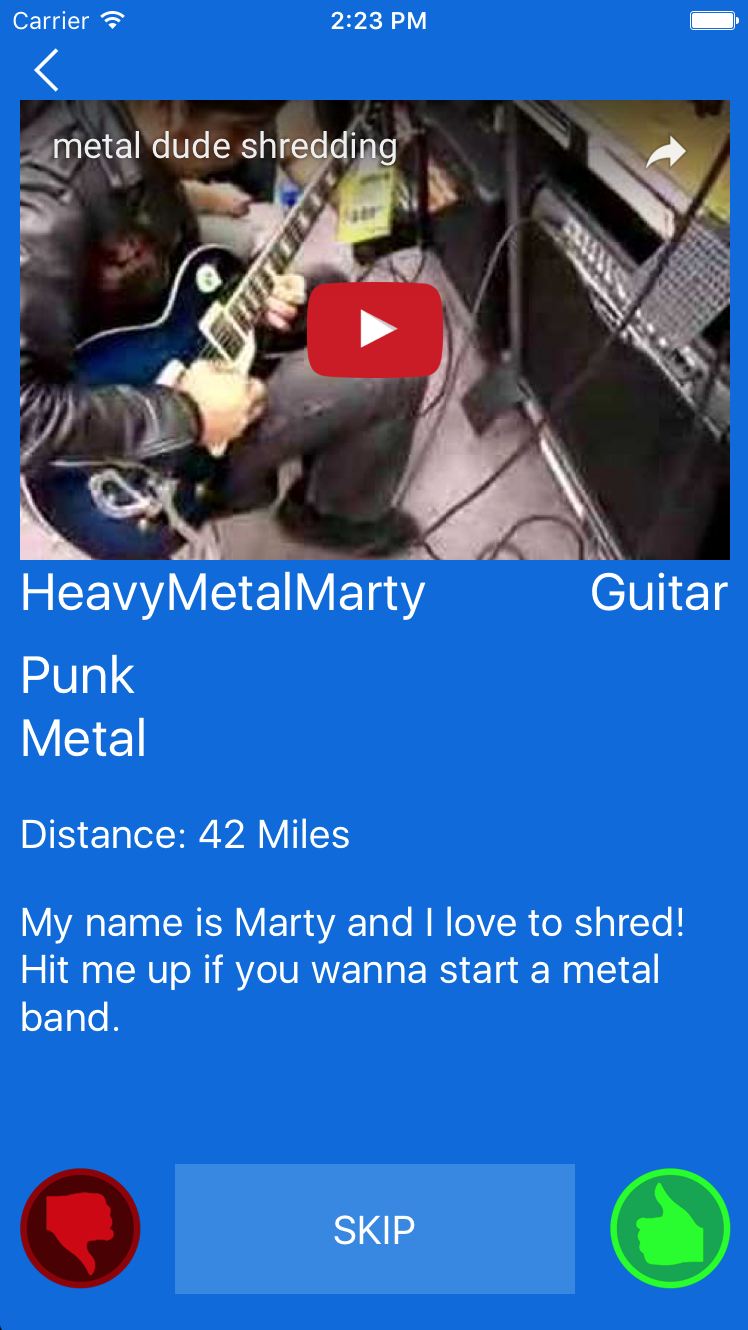 Carrier 2:23 PM
metal dude shredding
HeavyMetalMarty Guitar
Punk
Metal
Distance: 42 Miles
My name is Marty and I love to shred!
Hit me up if you wanna start a metal
band.
SKIP